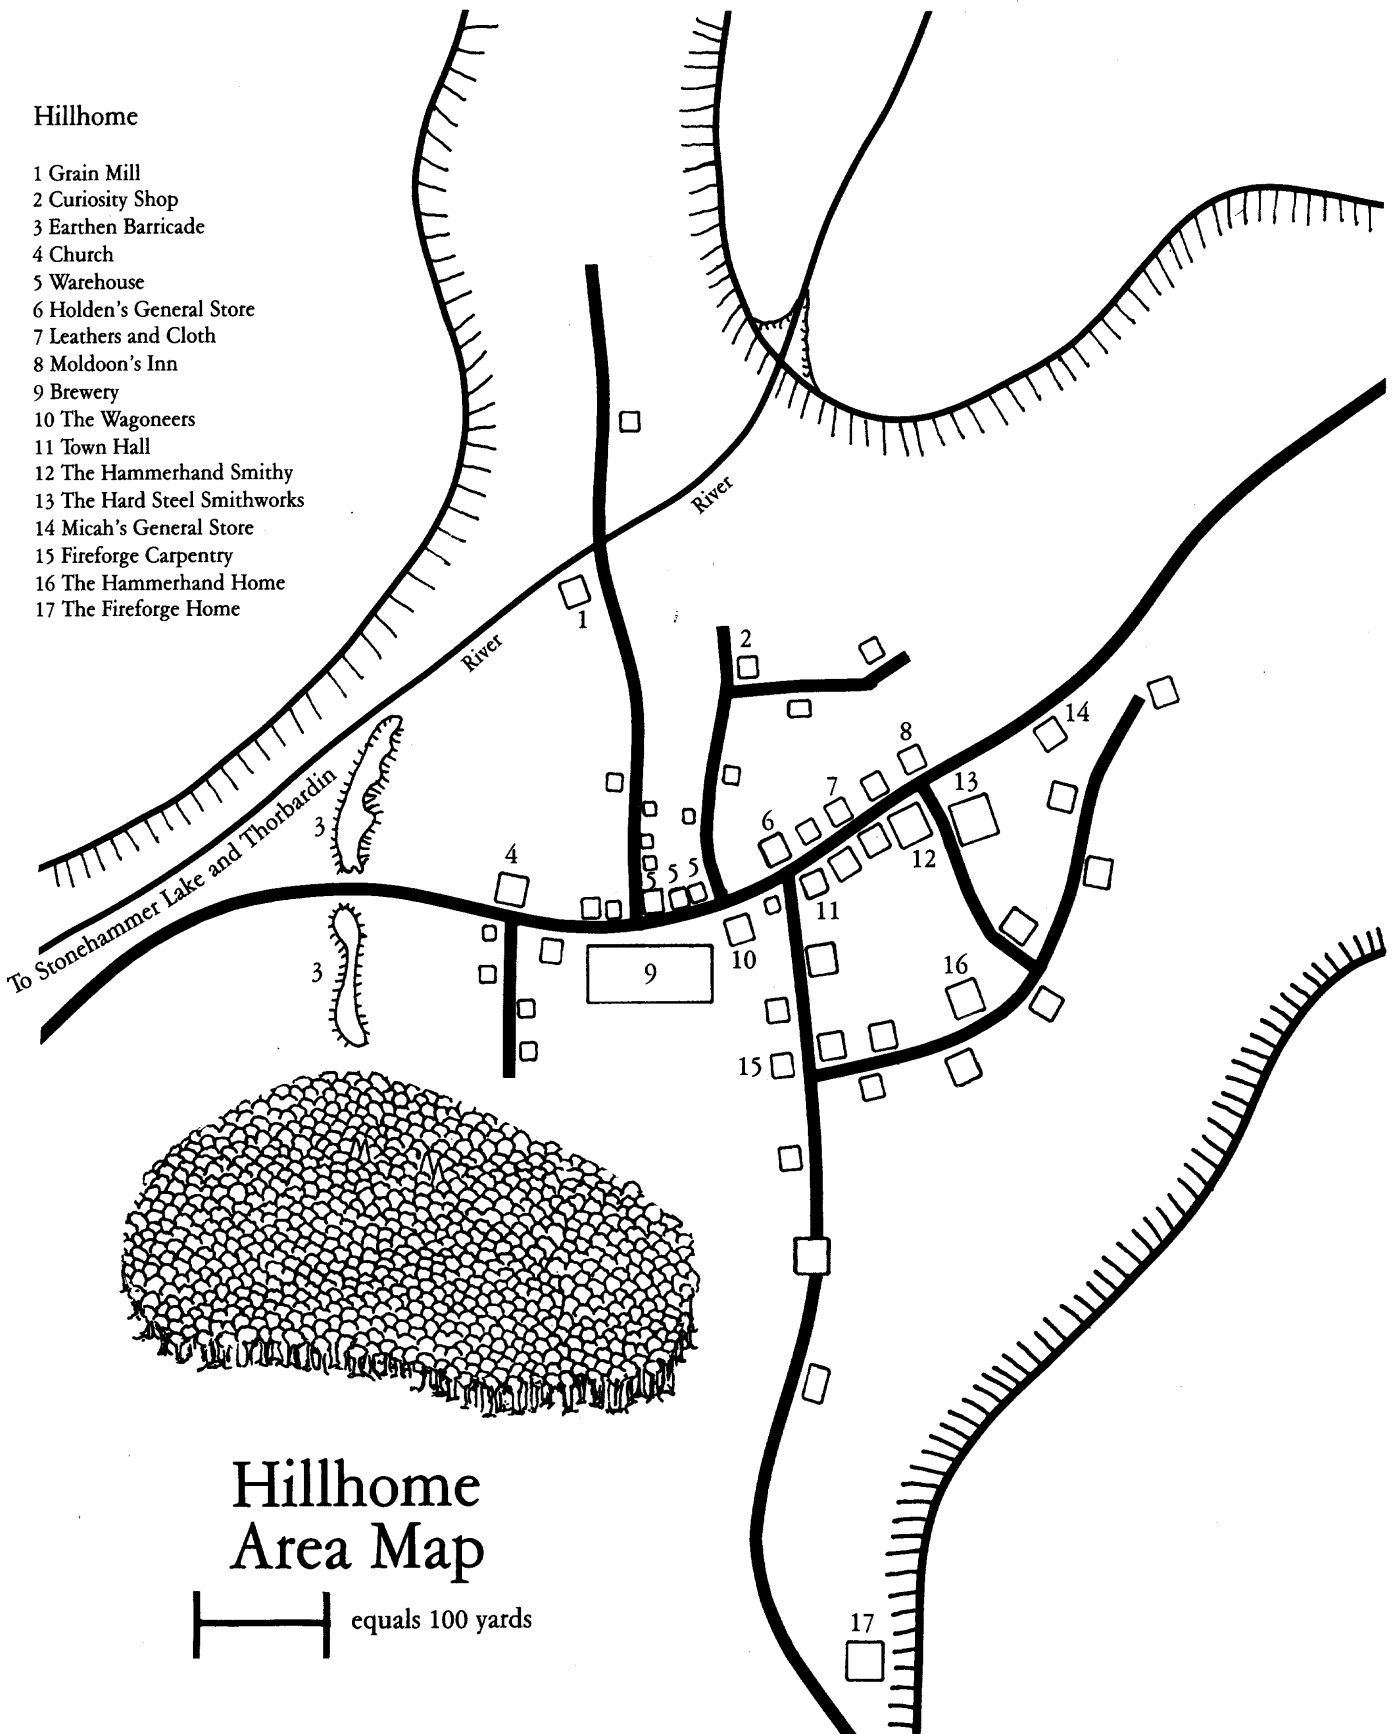 Hillhome
1 Grain Mill
2 Curiosity Shop
3 Earthen Barricade
4 Church
5 Warehouse
6 Holden's General Store
7 Leathers and Cloth
8 Moldoon's Inn
9 Brewery
10 The Wagoneers
11 Town Hall
12 The Hammerhand Smithy
13 The Hard Steel Smithworks
14 Micah's General Store
15 Fireforge Carpentry
16 The Hammerhand Home
17 The Fireforge Home
River
1
River
2
14
8
13
7
6
3
To Stonehammer Lake and Thorbardin
4
12
5 5 5
11
10
9
3
16
15
Hillhome
Area Map
equals 100 yards
17